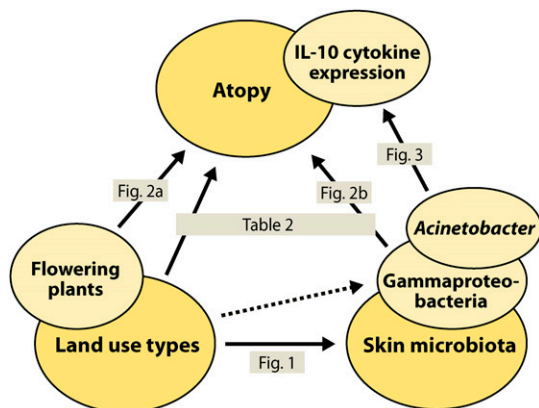 IL-10 cytokine
expression
Atopy
Fig. 3
Fig. 2a
Fig. 2b
Table 2
Acinetobacter
Flowering
plants
Gammaproteo-
bacteria
Land use types
Skin microbiota
Fig. 1